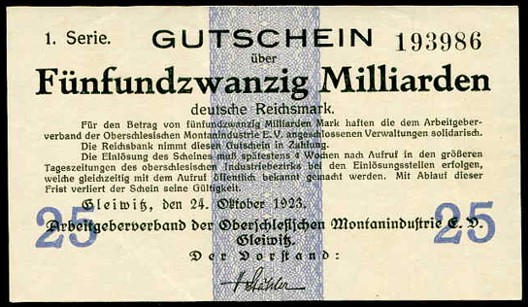 1. Serie. GUTSCHEIN 193986
über
Fünfundzwanzig Milliarden
deutsche Reichsmark.
Für den Betrag von fünfundzwanzig Milliarden Mark haften die dem Arbeitgeber-
verband der Oberschlesischen Montanindustrie E.V. angeschlossenen Verwaltungen solidarisch.
Die Reichsbank nimmt diesen Gutschein in Zahlung.
Die Einlösung des Scheines muß spätestens 4 Wochen nach Aufruf in den größeren
Tageszeitungen des oberschlesischen Industriebezirks bei den Einlösungsstellen erfolgen,
welche gleichzeitig mit dem Aufruf öffentlich bekannt gemacht werden. Mit Ablauf dieser
Frist verliert der Schein seine Gültigkeit.
Gleiwitz, den 24. Oktober 1923.
25 Arbeitgeberverband der Oberschlesischen Montanindustrie E. V. 25
Gleiwitz.
Der Vorstand: